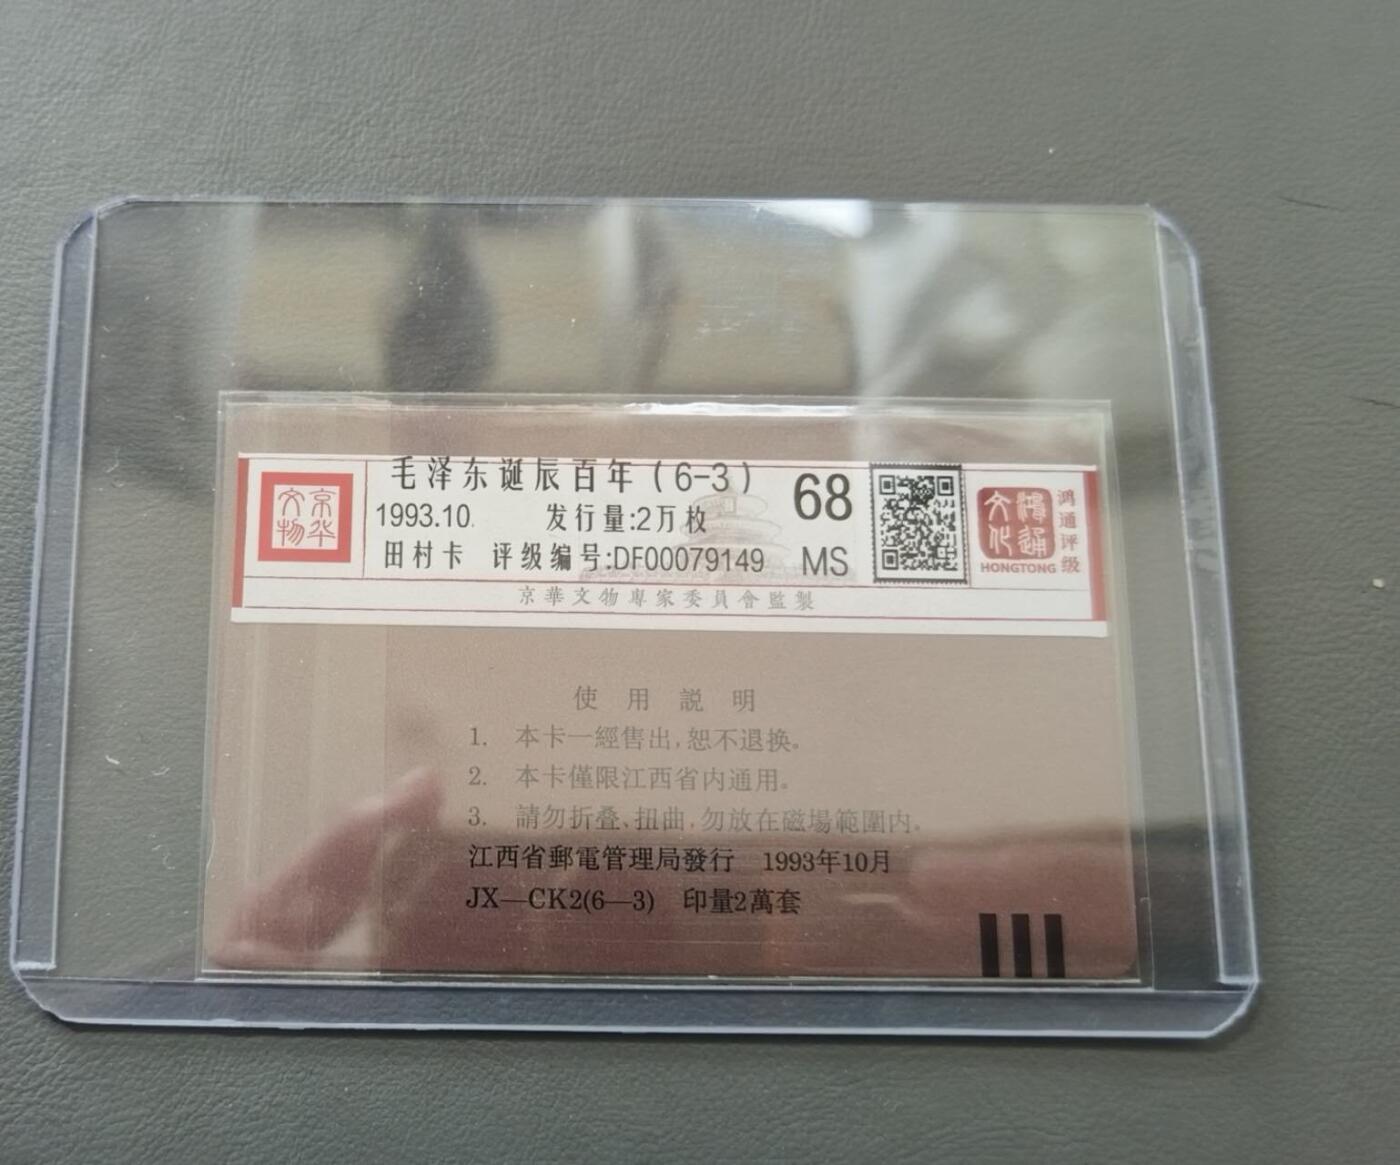 京华文物
毛泽东诞辰百年(6-3)
1993.10. 发行量:2万枚
田村卡 评级编号:DF00079149
68
MS
鸿通文化
HONGTONG
鸿通评级
京華文物專家委員會監製
使用説明
1. 本卡一經售出,恕不退换。
2. 本卡僅限江西省内通用。
3. 請勿折叠、扭曲,勿放在磁場範圍内。
江西省郵電管理局發行 1993年10月
JX—CK2(6—3) 印量2萬套